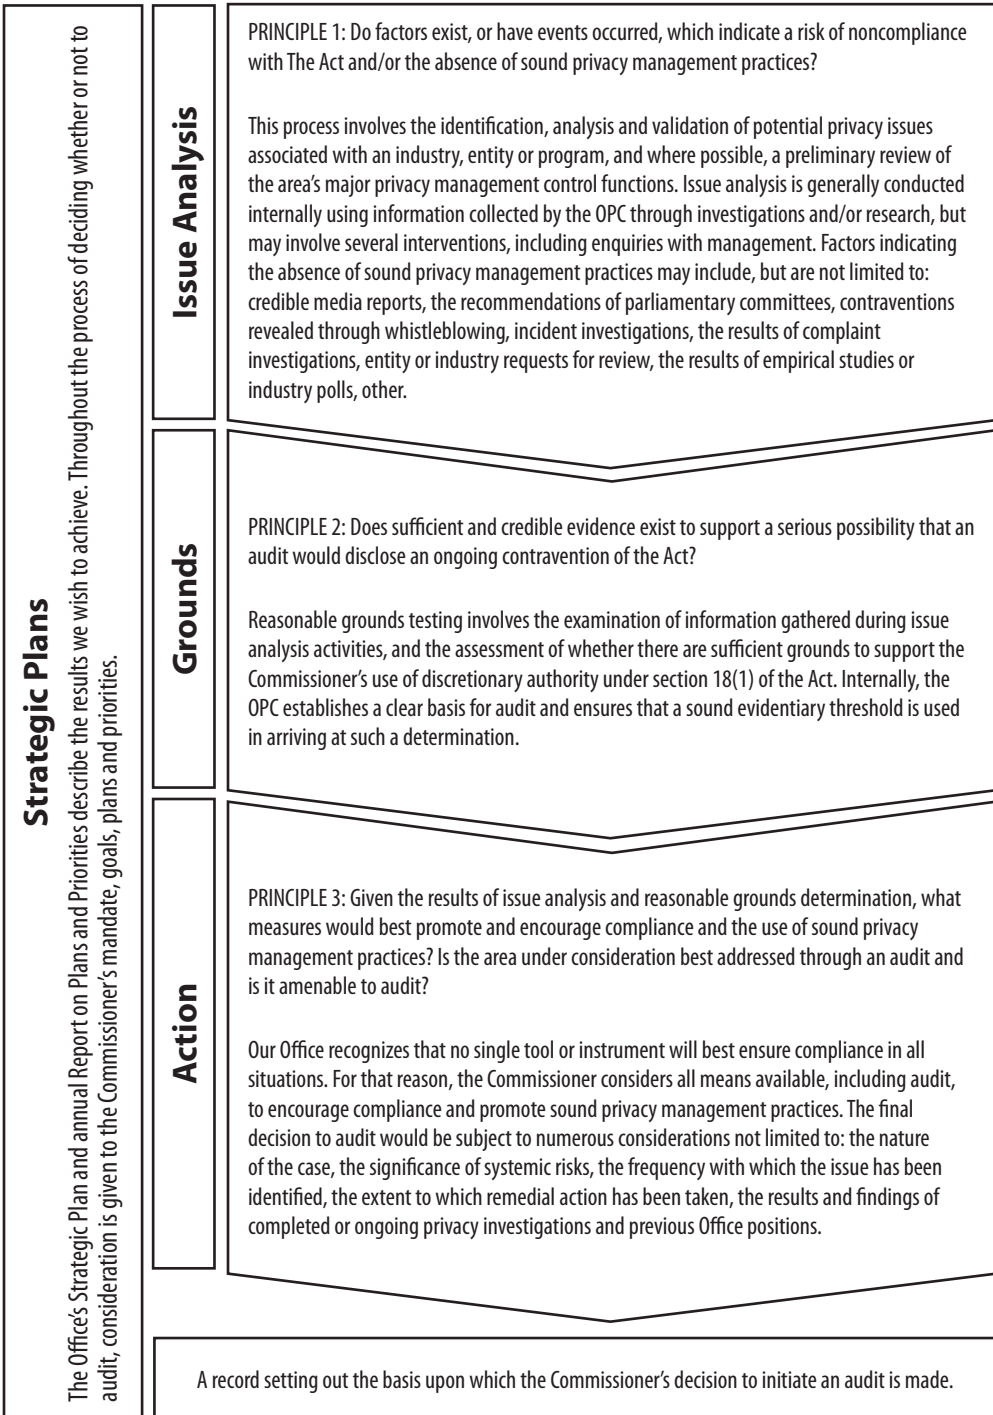 Strategic Plans
The Office's Strategic Plan and annual Report on Plans and Priorities describe the results we wish to achieve. Throughout the process of deciding whether or not to
audit, consideration is given to the Commissioner's mandate, goals, plans and priorities.
Issue Analysis
PRINCIPLE 1: Do factors exist, or have events occurred, which indicate a risk of noncompliance
with The Act and/or the absence of sound privacy management practices?
This process involves the identification, analysis and validation of potential privacy issues
associated with an industry, entity or program, and where possible, a preliminary review of
the area's major privacy management control functions. Issue analysis is generally conducted
internally using information collected by the OPC through investigations and/or research, but
may involve several interventions, including enquiries with management. Factors indicating
the absence of sound privacy management practices may include, but are not limited to:
credible media reports, the recommendations of parliamentary committees, contraventions
revealed through whistleblowing, incident investigations, the results of complaint
investigations, entity or industry requests for review, the results of empirical studies or
industry polls, other.
Grounds
PRINCIPLE 2: Does sufficient and credible evidence exist to support a serious possibility that an
audit would disclose an ongoing contravention of the Act?
Reasonable grounds testing involves the examination of information gathered during issue
analysis activities, and the assessment of whether there are sufficient grounds to support the
Commissioner's use of discretionary authority under section 18(1) of the Act. Internally, the
OPC establishes a clear basis for audit and ensures that a sound evidentiary threshold is used
in arriving at such a determination.
Action
PRINCIPLE 3: Given the results of issue analysis and reasonable grounds determination, what
measures would best promote and encourage compliance and the use of sound privacy
management practices? Is the area under consideration best addressed through an audit and
is it amenable to audit?
Our Office recognizes that no single tool or instrument will best ensure compliance in all
situations. For that reason, the Commissioner considers all means available, including audit,
to encourage compliance and promote sound privacy management practices. The final
decision to audit would be subject to numerous considerations not limited to: the nature
of the case, the significance of systemic risks, the frequency with which the issue has been
identified, the extent to which remedial action has been taken, the results and findings of
completed or ongoing privacy investigations and previous Office positions.
A record setting out the basis upon which the Commissioner's decision to initiate an audit is made.